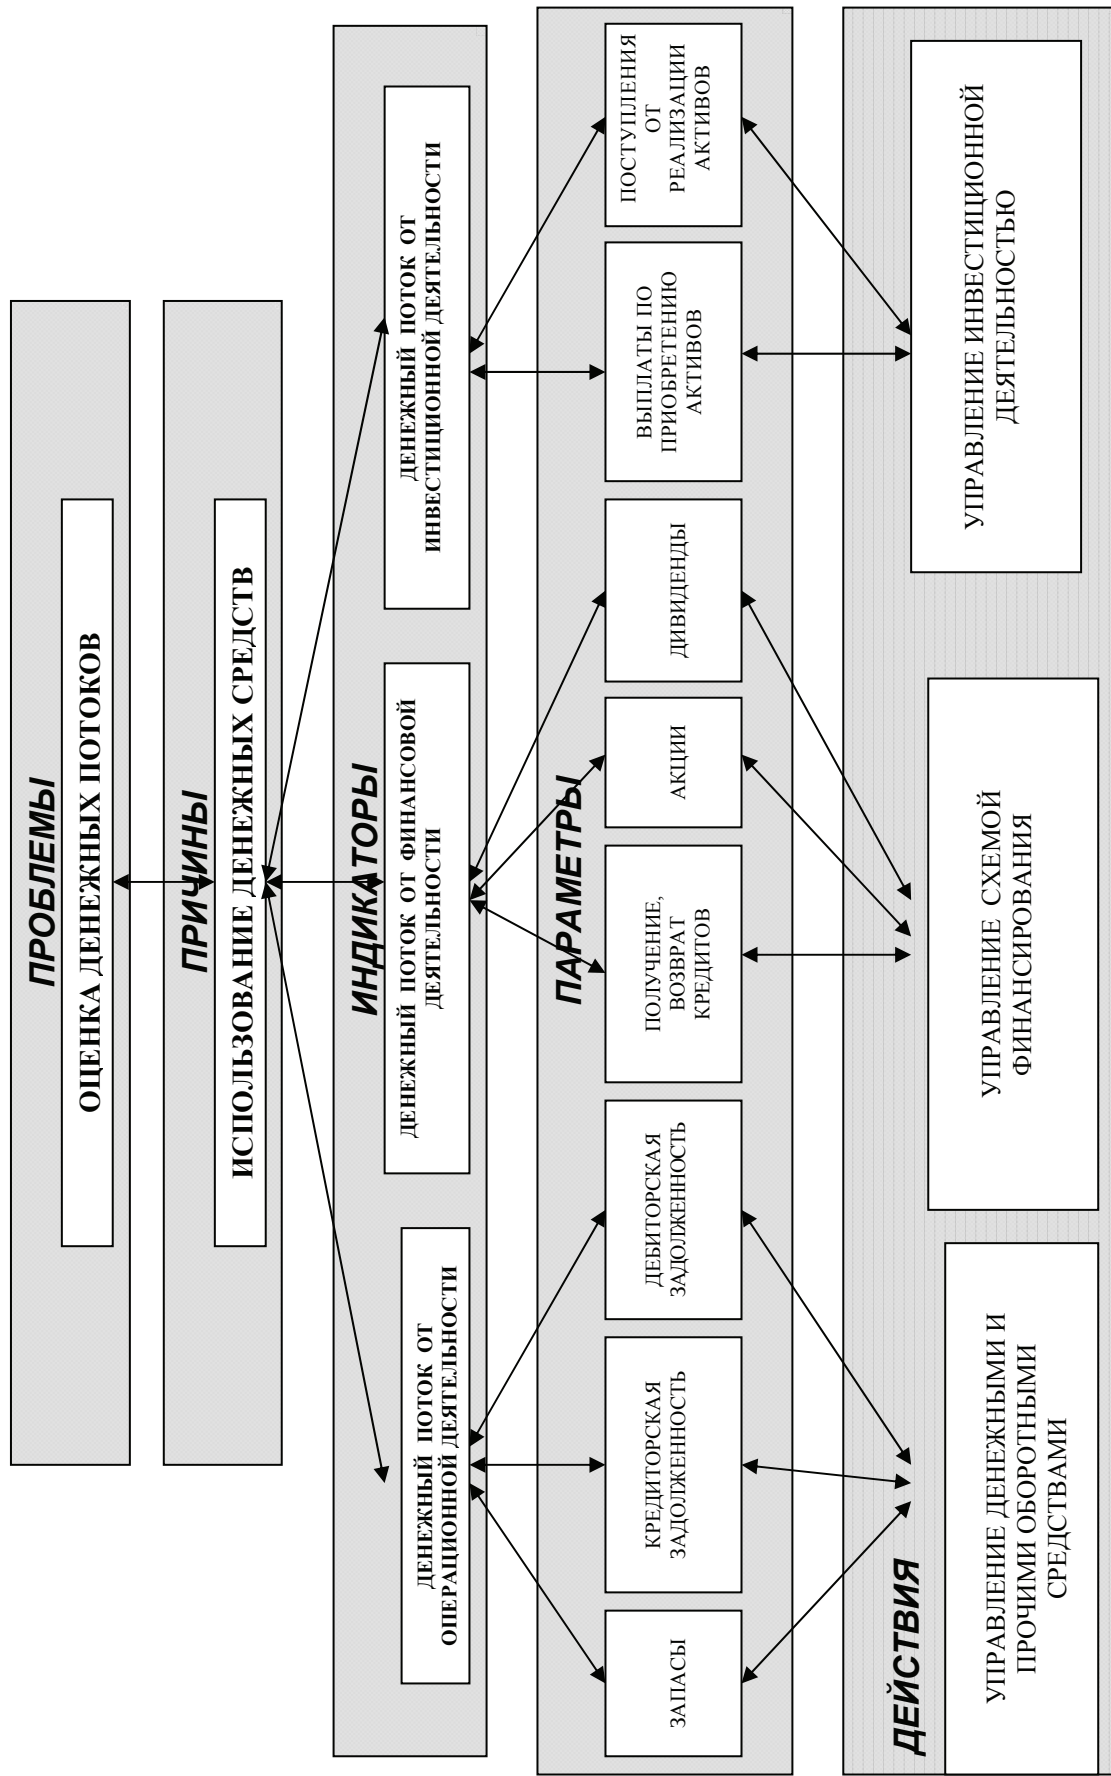 ПРОБЛЕМЫ
ОЦЕНКА ДЕНЕЖНЫХ ПОТОКОВ
ПРИЧИНЫ
ИСПОЛЬЗОВАНИЕ ДЕНЕЖНЫХ СРЕДСТВ
ИНДИКАТОРЫ
ДЕНЕЖНЫЙ ПОТОК ОТ
ОПЕРАЦИОННОЙ ДЕЯТЕЛЬНОСТИ
ДЕНЕЖНЫЙ ПОТОК ОТ ФИНАНСОВОЙ
ДЕЯТЕЛЬНОСТИ
ДЕНЕЖНЫЙ ПОТОК ОТ
ИНВЕСТИЦИОННОЙ ДЕЯТЕЛЬНОСТИ
ПАРАМЕТРЫ
ЗАПАСЫ
КРЕДИТОРСКАЯ
ЗАДОЛЖЕННОСТЬ
ДЕБИТОРСКАЯ
ЗАДОЛЖЕННОСТЬ
ПОЛУЧЕНИЕ,
ВОЗВРАТ
КРЕДИТОВ
АКЦИИ
ДИВИДЕНДЫ
ВЫПЛАТЫ ПО
ПРИОБРЕТЕНИЮ
АКТИВОВ
ПОСТУПЛЕНИЯ
ОТ
РЕАЛИЗАЦИИ
АКТИВОВ
ДЕЙСТВИЯ
УПРАВЛЕНИЕ ДЕНЕЖНЫМИ И
ПРОЧИМИ ОБОРОТНЫМИ
СРЕДСТВАМИ
УПРАВЛЕНИЕ СХЕМОЙ
ФИНАНСИРОВАНИЯ
УПРАВЛЕНИЕ ИНВЕСТИЦИОННОЙ
ДЕЯТЕЛЬНОСТЬЮ